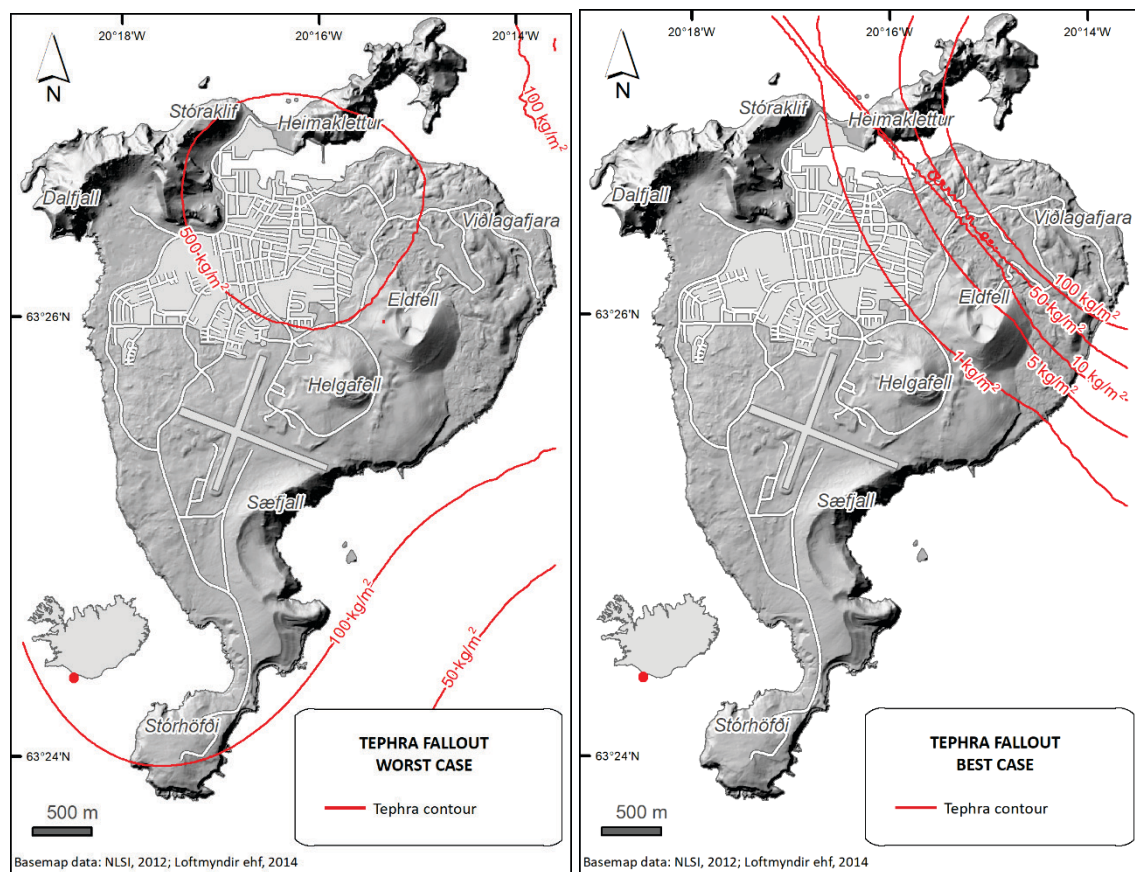 20°18'W
20°16'W
20°14'W
N
100 kg/m²
Stóraklif
Heimaklettur
Dalfjall
Viðlagafjara
500 kg/m²
Eldfell
63°26'N
Helgafell
Sæfjall
100 kg/m²
50 kg/m²
Stórhöfði
63°24'N
TEPHRA FALLOUT
WORST CASE
Tephra contour
500 m
Basemap data: NLSI, 2012; Loftmyndir ehf, 2014
20°18'W
20°16'W
20°14'W
N
Stóraklif
Heimaklettur
Dalfjall
Viðlagafjara
100 kg/m²
Eldfell
50 kg/m²
63°26'N
10 kg/m²
Helgafell
1 kg/m²
5 kg/m²
Sæfjall
Stórhöfði
63°24'N
TEPHRA FALLOUT
BEST CASE
Tephra contour
500 m
Basemap data: NLSI, 2012; Loftmyndir ehf, 2014